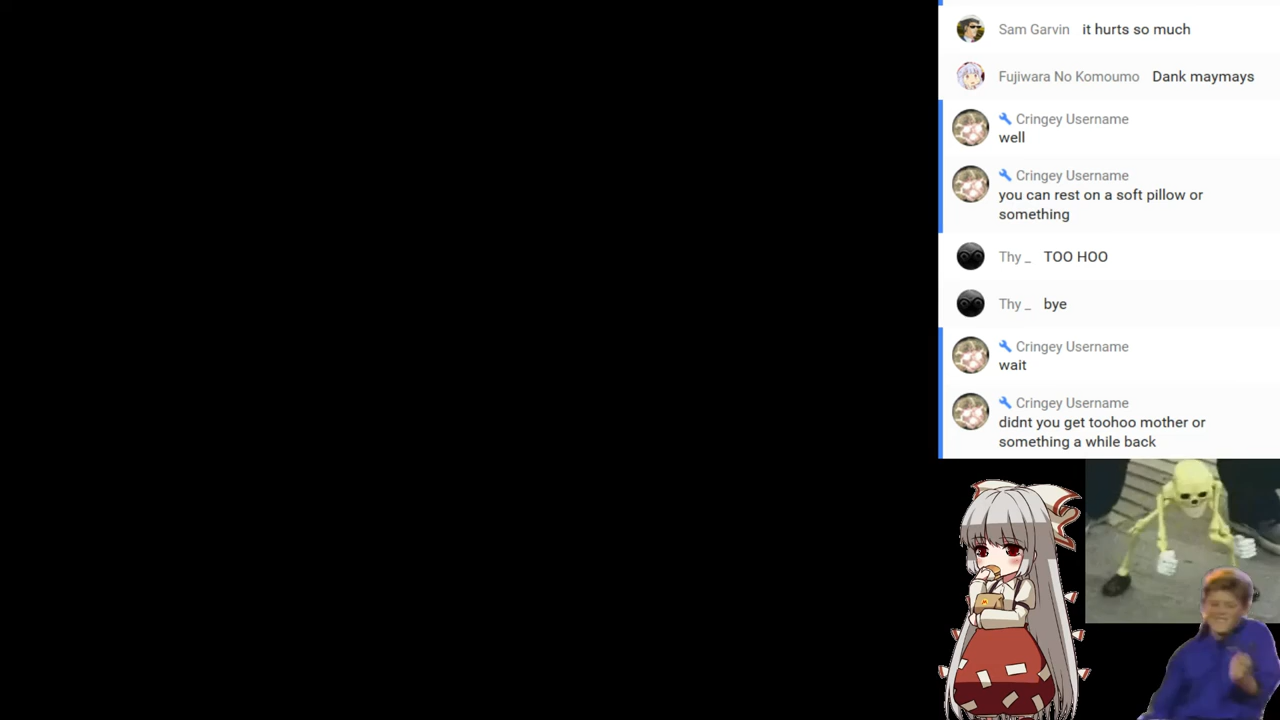 Sam Garvin it hurts so much
Fujiwara No Komoumo Dank maymays
Cringey Username
well
Cringey Username
you can rest on a soft pillow or
something
Thy _ TOO HOO
Thy _ bye
Cringey Username
wait
Cringey Username
didnt you get toohoo mother or
something a while back